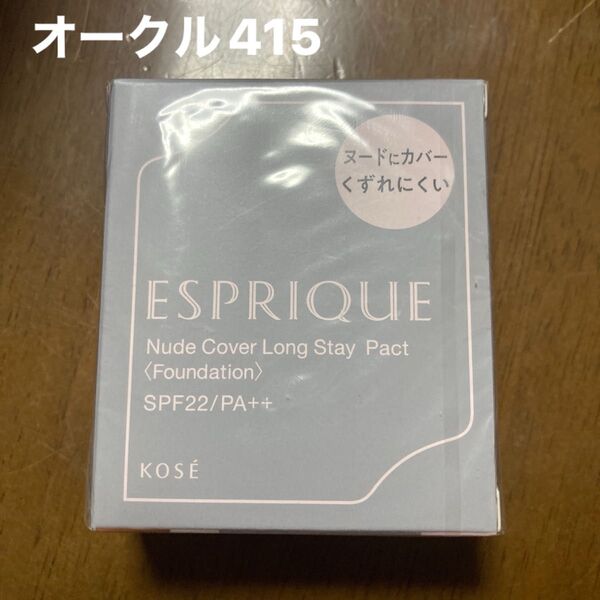 オークル415
ヌードにカバー
くずれにくい
ESPRIQUE
Nude Cover Long Stay Pact
〈Foundation〉
SPF22/PA++
KOSÉ